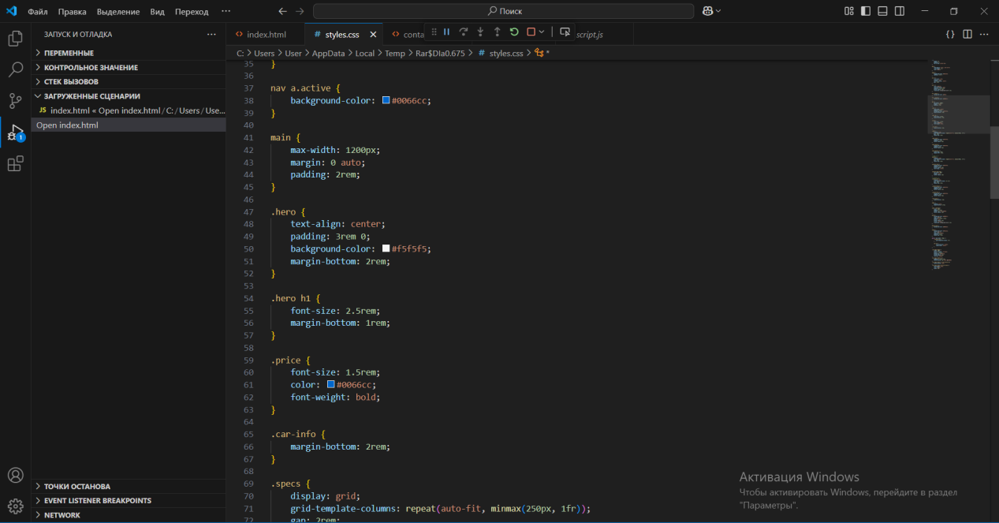 Файл Правка Выделение Вид Переход ··· Поиск
ЗАПУСК И ОТЛАДКА ···
ПЕРЕМЕННЫЕ
КОНТРОЛЬНОЕ ЗНАЧЕНИЕ
СТЕК ВЫЗОВОВ
ЗАГРУЖЕННЫЕ СЦЕНАРИИ
JS index.html « Open index.html / C: / Users / Use...
Open index.html
1
ТОЧКИ ОСТАНОВА
EVENT LISTENER BREAKPOINTS
NETWORK
<> index.html # styles.css <> conta script.js {} ···
C: > Users > User > AppData > Local > Temp > Rar$DIa0.675 > # styles.css >
35 }
36
37 nav a.active {
38 background-color: #0066cc;
39 }
40
41 main {
42 max-width: 1200px;
43 margin: 0 auto;
44 padding: 2rem;
45 }
46
47 .hero {
48 text-align: center;
49 padding: 3rem 0;
50 background-color: #f5f5f5;
51 margin-bottom: 2rem;
52 }
53
54 .hero h1 {
55 font-size: 2.5rem;
56 margin-bottom: 1rem;
57 }
58
59 .price {
60 font-size: 1.5rem;
61 color: #0066cc;
62 font-weight: bold;
63 }
64
65 .car-info {
66 margin-bottom: 2rem;
67 }
68
69 .specs {
70 display: grid;
71 grid-template-columns: repeat(auto-fit, minmax(250px, 1fr));
72 gap: 2rem;
Активация Windows
Чтобы активировать Windows, перейдите в раздел
"Параметры".